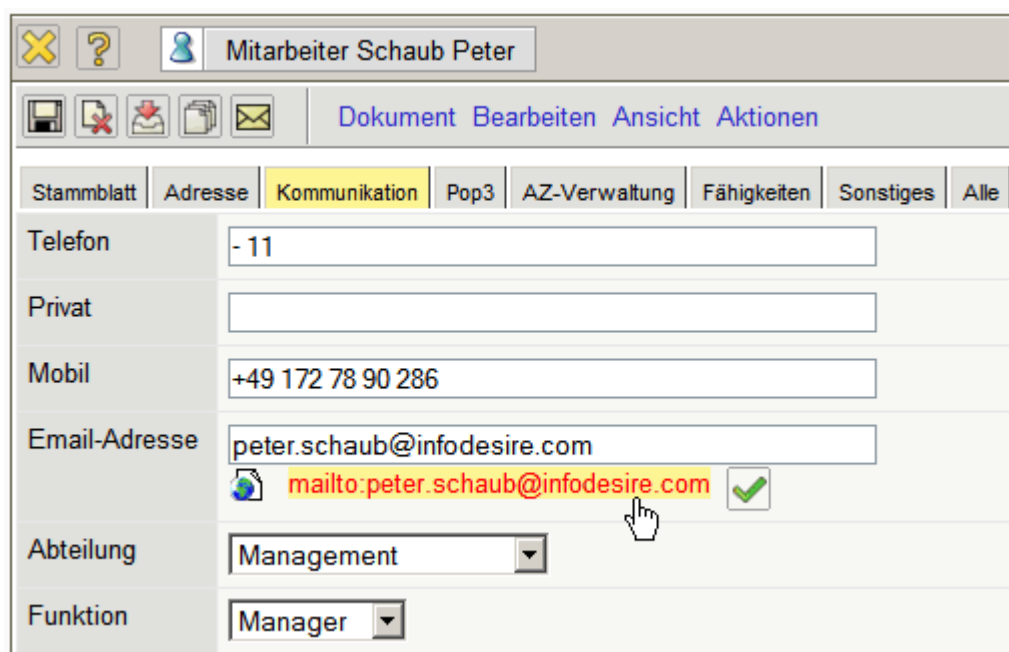 Mitarbeiter Schaub Peter
Dokument Bearbeiten Ansicht Aktionen
Stammblatt Adresse Kommunikation Pop3 AZ-Verwaltung Fähigkeiten Sonstiges Alle
Telefon - 11
Privat
Mobil +49 172 78 90 286
Email-Adresse peter.schaub@infodesire.com
mailto:peter.schaub@infodesire.com
Abteilung Management
Funktion Manager